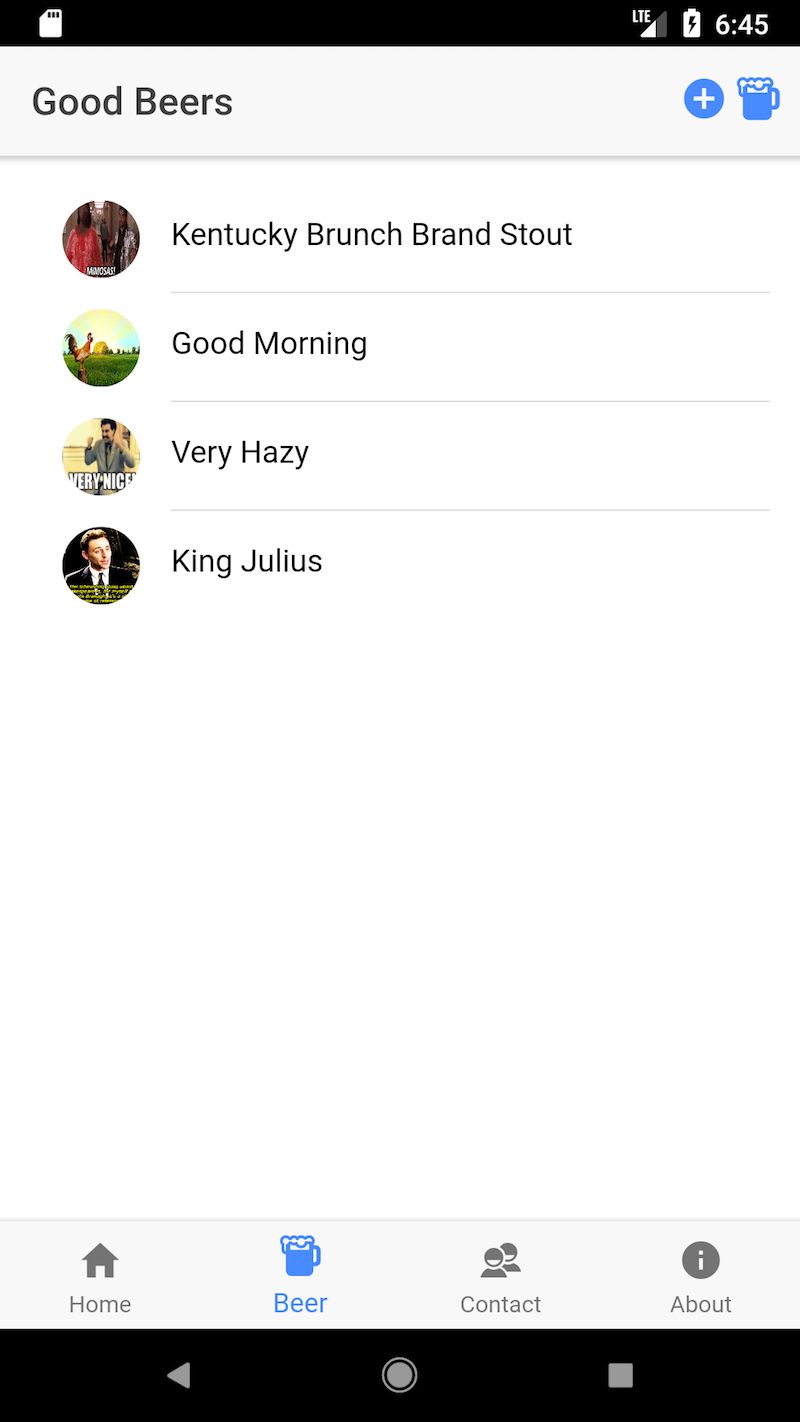 LTE
6:45
Good Beers
MIMOSAS!
Kentucky Brunch Brand Stout
Good Morning
VERY NICE
Very Hazy
King Julius
Home
Beer
Contact
About